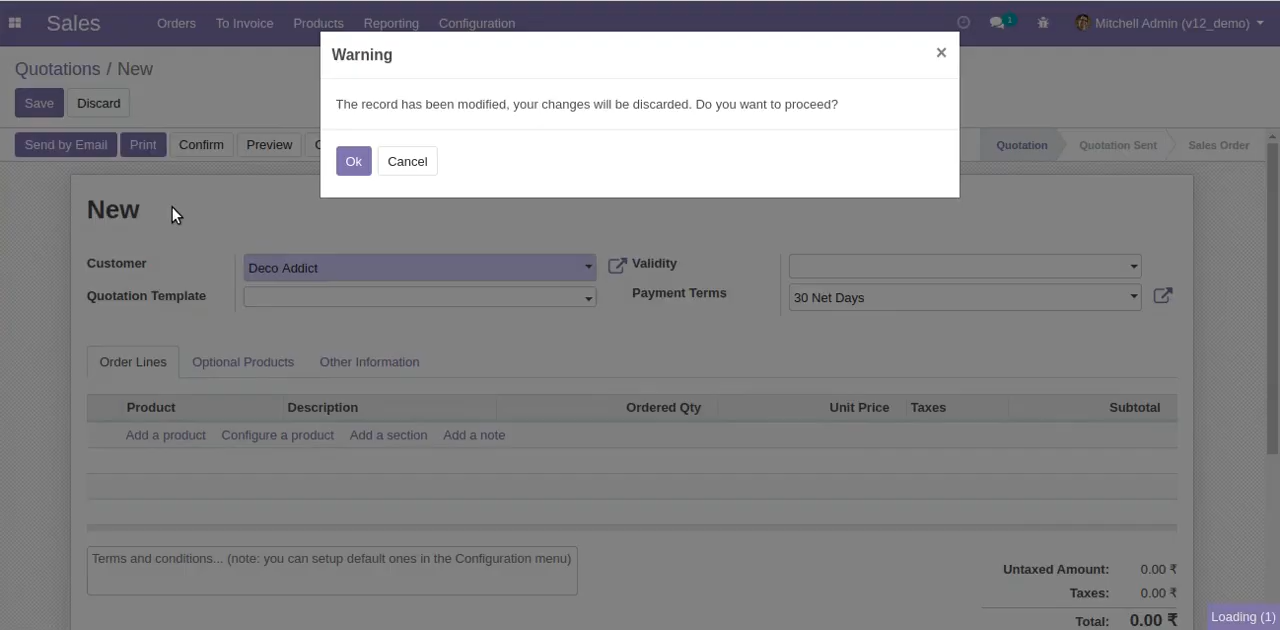 Sales Orders To Invoice Products Reporting Configuration 1 Mitchell Admin (v12_demo)
Warning ×
Quotations / New
Save Discard
The record has been modified, your changes will be discarded. Do you want to proceed?
Send by Email Print Confirm Preview C Quotation Quotation Sent Sales Order
Ok Cancel
New
Customer Deco Addict Validity
Quotation Template Payment Terms 30 Net Days
Order Lines Optional Products Other Information
Product Description Ordered Qty Unit Price Taxes Subtotal
Add a product Configure a product Add a section Add a note
Terms and conditions... (note: you can setup default ones in the Configuration menu)
Untaxed Amount: 0.00 ₹
Taxes: 0.00 ₹
Total: 0.00 ₹
Loading (1)